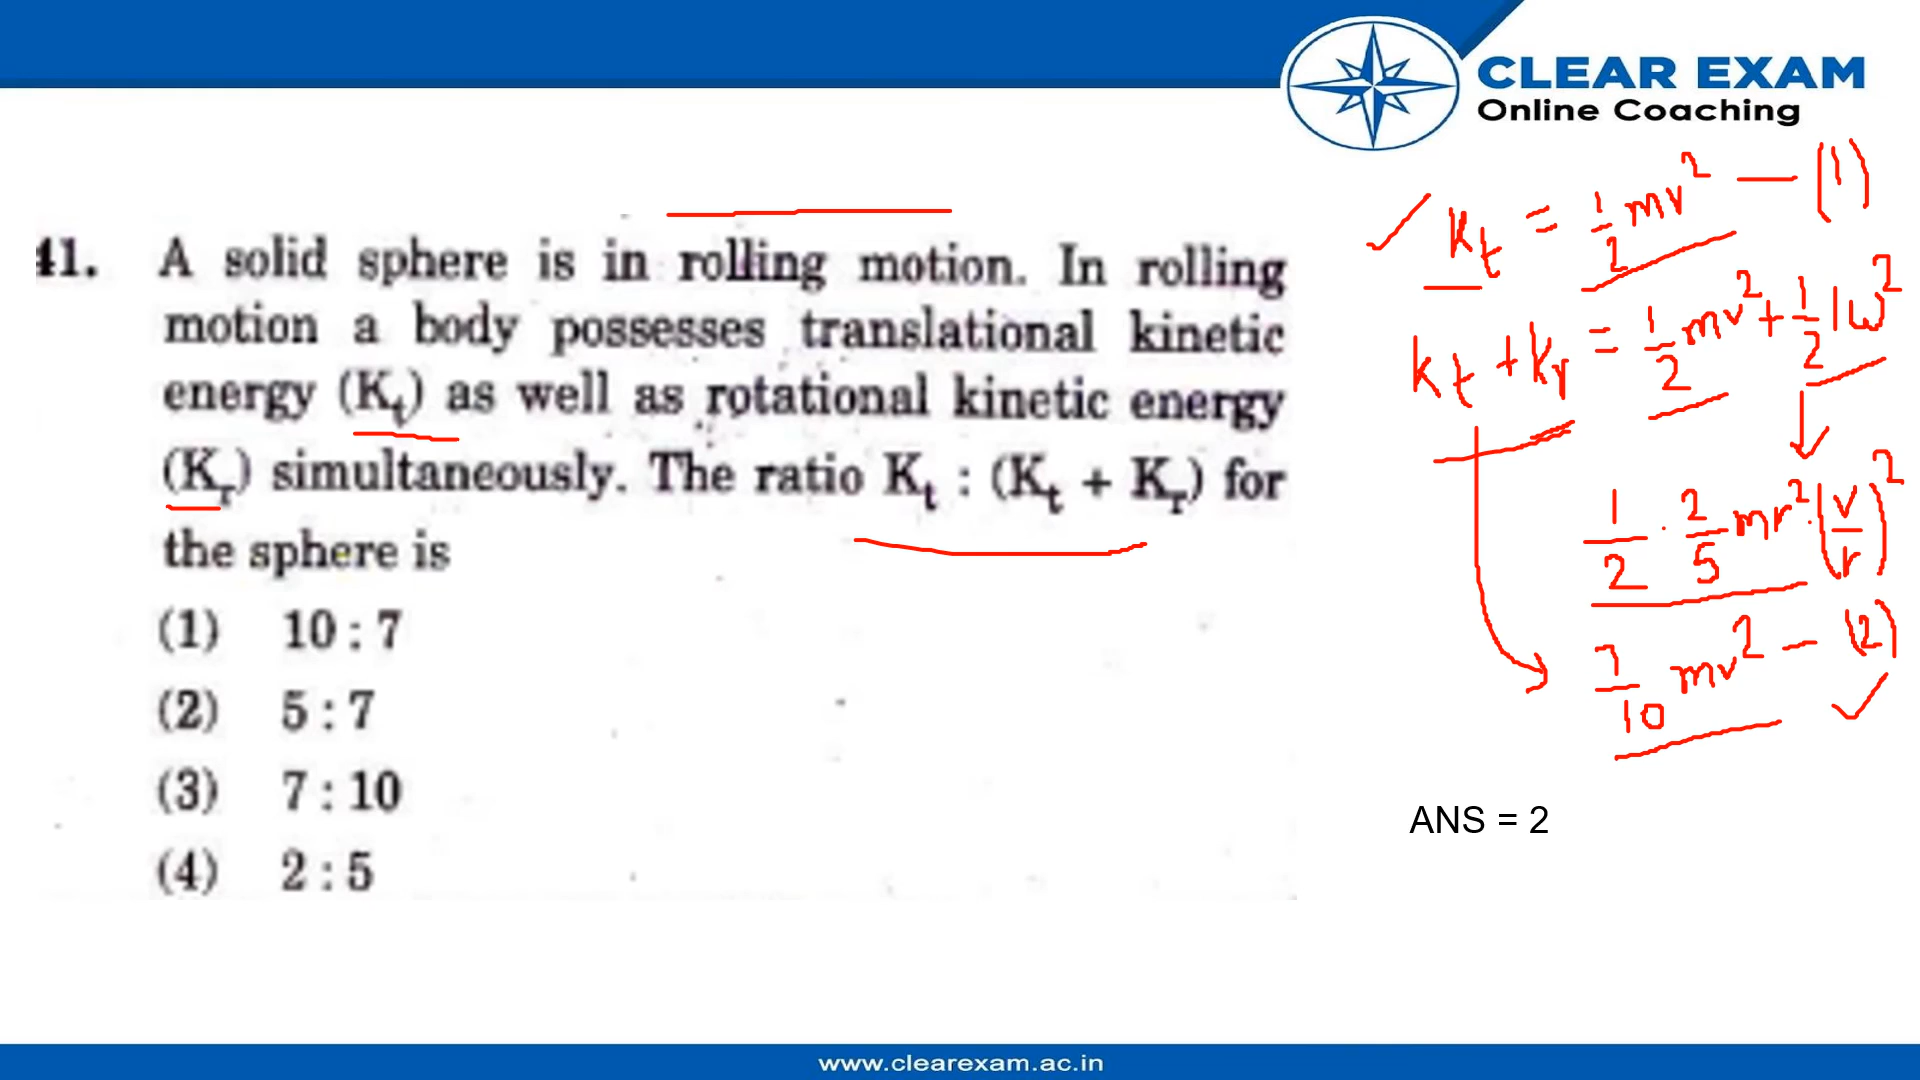 CLEAR EXAM
Online Coaching
41. A solid sphere is in rolling motion. In rolling
motion a body possesses translational kinetic
energy (Kt) as well as rotational kinetic energy
(Kr) simultaneously. The ratio Kt : (Kt + Kr) for
the sphere is
(1) 10 : 7
(2) 5 : 7
(3) 7 : 10
(4) 2 : 5
Kt = 1/2 mv² — (1)
Kt + Kr = 1/2 mv² + 1/2 Iω²
1/2 · 2/5 mr² · (v/r)²
7/10 mv² — (2)
ANS = 2
www.clearexam.ac.in